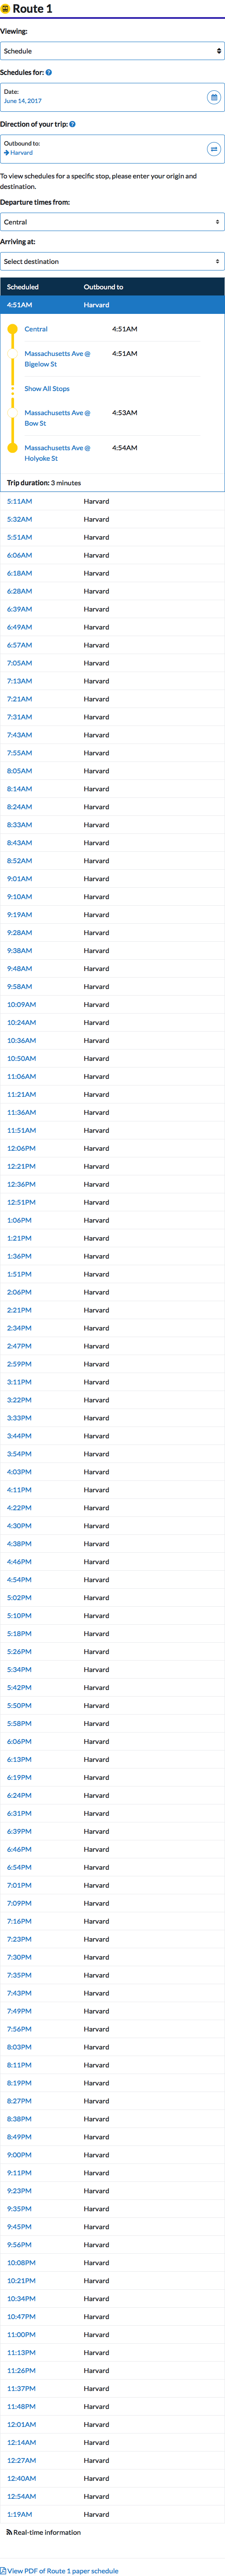 Route 1
Viewing:
Schedule
Schedules for:
Date:
June 14, 2017
Direction of your trip:
Outbound to:
Harvard
To view schedules for a specific stop, please enter your origin and
destination.
Departure times from:
Central
Arriving at:
Select destination
Scheduled Outbound to
4:51AM Harvard
Central 4:51AM
Massachusetts Ave @ 4:51AM
Bigelow St
Show All Stops
Massachusetts Ave @ 4:53AM
Bow St
Massachusetts Ave @ 4:54AM
Holyoke St
Trip duration: 3 minutes
5:11AM Harvard
5:32AM Harvard
5:51AM Harvard
6:06AM Harvard
6:18AM Harvard
6:28AM Harvard
6:39AM Harvard
6:49AM Harvard
6:57AM Harvard
7:05AM Harvard
7:13AM Harvard
7:21AM Harvard
7:31AM Harvard
7:43AM Harvard
7:55AM Harvard
8:05AM Harvard
8:14AM Harvard
8:24AM Harvard
8:33AM Harvard
8:43AM Harvard
8:52AM Harvard
9:01AM Harvard
9:10AM Harvard
9:19AM Harvard
9:28AM Harvard
9:38AM Harvard
9:48AM Harvard
9:58AM Harvard
10:09AM Harvard
10:24AM Harvard
10:36AM Harvard
10:50AM Harvard
11:06AM Harvard
11:21AM Harvard
11:36AM Harvard
11:51AM Harvard
12:06PM Harvard
12:21PM Harvard
12:36PM Harvard
12:51PM Harvard
1:06PM Harvard
1:21PM Harvard
1:36PM Harvard
1:51PM Harvard
2:06PM Harvard
2:21PM Harvard
2:34PM Harvard
2:47PM Harvard
2:59PM Harvard
3:11PM Harvard
3:22PM Harvard
3:33PM Harvard
3:44PM Harvard
3:54PM Harvard
4:03PM Harvard
4:11PM Harvard
4:22PM Harvard
4:30PM Harvard
4:38PM Harvard
4:46PM Harvard
4:54PM Harvard
5:02PM Harvard
5:10PM Harvard
5:18PM Harvard
5:26PM Harvard
5:34PM Harvard
5:42PM Harvard
5:50PM Harvard
5:58PM Harvard
6:06PM Harvard
6:13PM Harvard
6:19PM Harvard
6:24PM Harvard
6:31PM Harvard
6:39PM Harvard
6:46PM Harvard
6:54PM Harvard
7:01PM Harvard
7:09PM Harvard
7:16PM Harvard
7:23PM Harvard
7:30PM Harvard
7:35PM Harvard
7:43PM Harvard
7:49PM Harvard
7:56PM Harvard
8:03PM Harvard
8:11PM Harvard
8:19PM Harvard
8:27PM Harvard
8:38PM Harvard
8:49PM Harvard
9:00PM Harvard
9:11PM Harvard
9:23PM Harvard
9:35PM Harvard
9:45PM Harvard
9:56PM Harvard
10:08PM Harvard
10:21PM Harvard
10:34PM Harvard
10:47PM Harvard
11:00PM Harvard
11:13PM Harvard
11:26PM Harvard
11:37PM Harvard
11:48PM Harvard
12:01AM Harvard
12:14AM Harvard
12:27AM Harvard
12:40AM Harvard
12:54AM Harvard
1:19AM Harvard
Real-time information
View PDF of Route 1 paper schedule